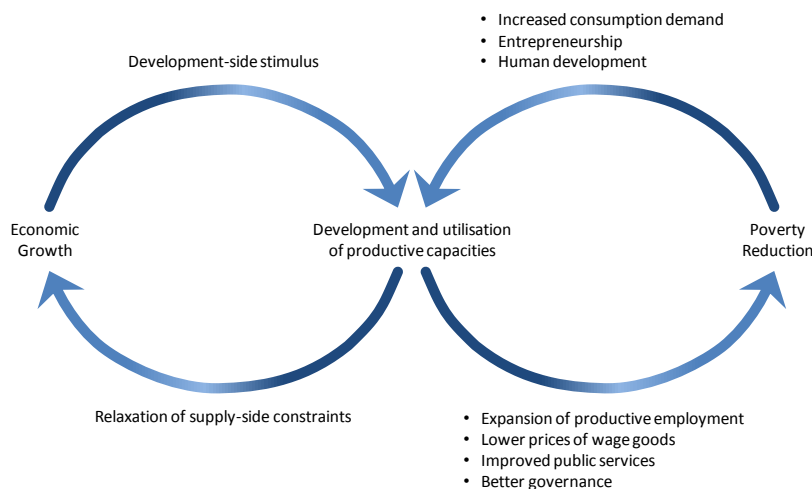 • Increased consumption demand
• Entrepreneurship
• Human development
Development-side stimulus
Economic
Growth
Development and utilisation
of productive capacities
Poverty
Reduction
Relaxation of supply-side constraints
• Expansion of productive employment
• Lower prices of wage goods
• Improved public services
• Better governance